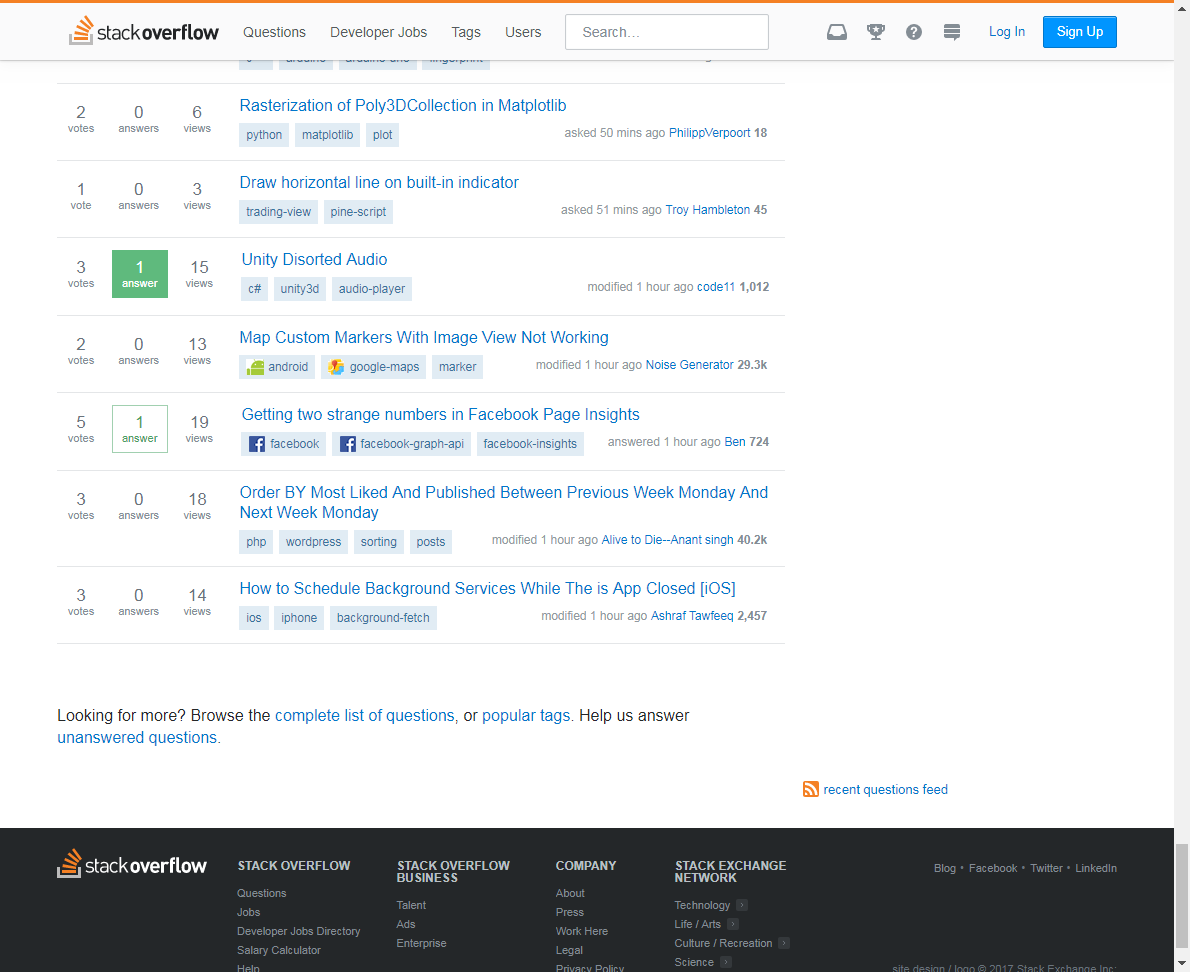 stack overflow Questions Developer Jobs Tags Users Search... Log In Sign Up
2 0 6 Rasterization of Poly3DCollection in Matplotlib
votes answers views python matplotlib plot asked 50 mins ago PhilippVerpoort 18
1 0 3 Draw horizontal line on built-in indicator
vote answers views trading-view pine-script asked 51 mins ago Troy Hambleton 45
3 1 15 Unity Disorted Audio
votes answer views c# unity3d audio-player modified 1 hour ago code11 1,012
2 0 13 Map Custom Markers With Image View Not Working
votes answers views android google-maps marker modified 1 hour ago Noise Generator 29.3k
5 1 19 Getting two strange numbers in Facebook Page Insights
votes answer views facebook facebook-graph-api facebook-insights answered 1 hour ago Ben 724
3 0 18 Order BY Most Liked And Published Between Previous Week Monday And
votes answers views Next Week Monday
php wordpress sorting posts modified 1 hour ago Alive to Die--Anant singh 40.2k
3 0 14 How to Schedule Background Services While The is App Closed [iOS]
votes answers views ios iphone background-fetch modified 1 hour ago Ashraf Tawfeeq 2,457
Looking for more? Browse the complete list of questions, or popular tags. Help us answer
unanswered questions.
recent questions feed
stack overflow
STACK OVERFLOW
Questions
Jobs
Developer Jobs Directory
Salary Calculator
Help
STACK OVERFLOW
BUSINESS
Talent
Ads
Enterprise
COMPANY
About
Press
Work Here
Legal
Privacy Policy
STACK EXCHANGE
NETWORK
Technology
Life / Arts
Culture / Recreation
Science
Blog • Facebook • Twitter • LinkedIn
site design / logo © 2017 Stack Exchange Inc;